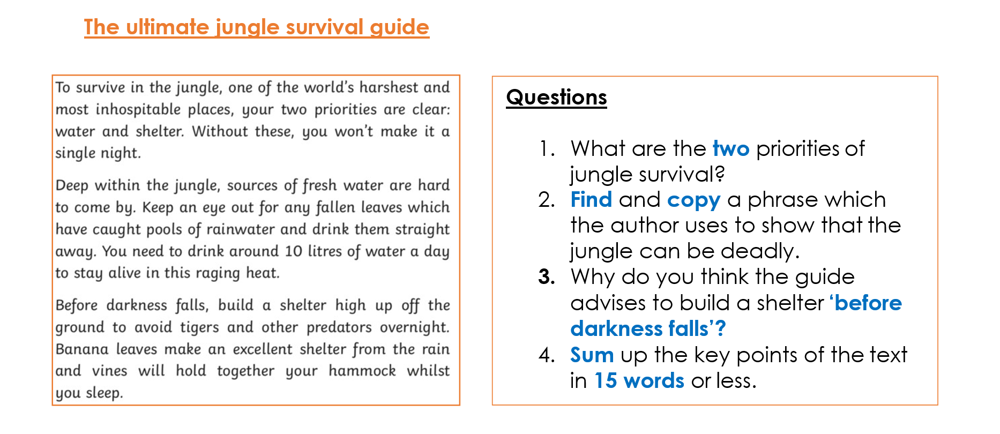 The ultimate jungle survival guide
To survive in the jungle, one of the world's harshest and
most inhospitable places, your two priorities are clear:
water and shelter. Without these, you won't make it a
single night.
Deep within the jungle, sources of fresh water are hard
to come by. Keep an eye out for any fallen leaves which
have caught pools of rainwater and drink them straight
away. You need to drink around 10 litres of water a day
to stay alive in this raging heat.
Before darkness falls, build a shelter high up off the
ground to avoid tigers and other predators overnight.
Banana leaves make an excellent shelter from the rain
and vines will hold together your hammock whilst
you sleep.
Questions
1. What are the two priorities of
jungle survival?
2. Find and copy a phrase which
the author uses to show that the
jungle can be deadly.
3. Why do you think the guide
advises to build a shelter ‘before
darkness falls’?
4. Sum up the key points of the text
in 15 words or less.